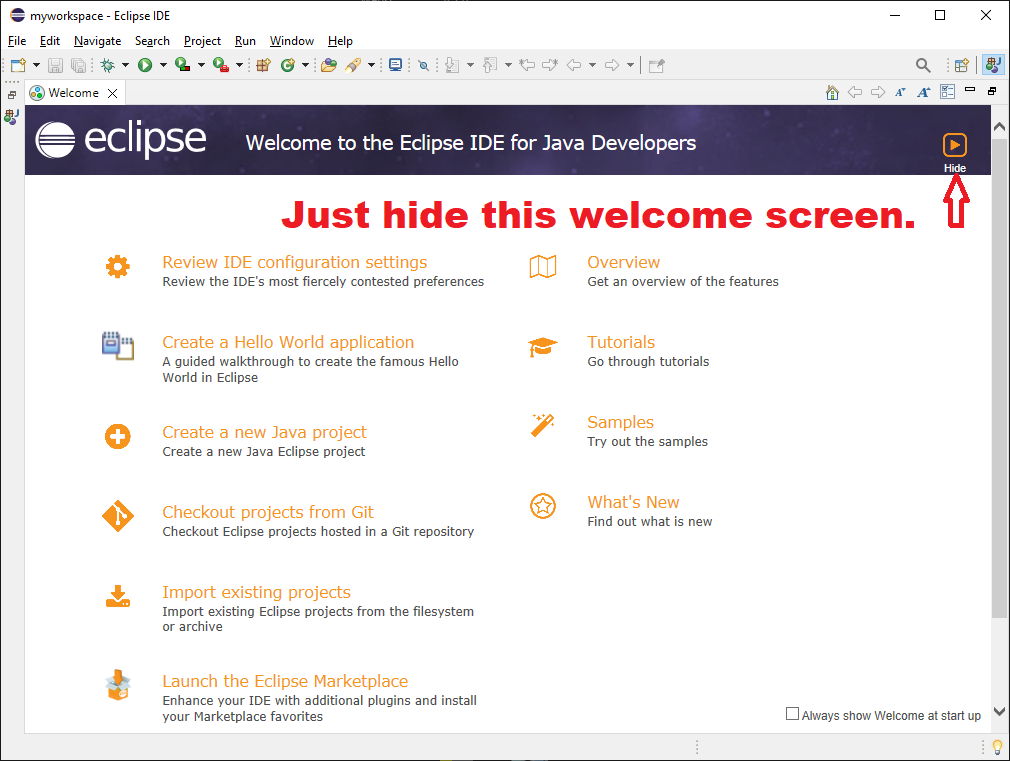 myworkspace - Eclipse IDE
File Edit Navigate Search Project Run Window Help
Welcome
eclipse
Welcome to the Eclipse IDE for Java Developers
Hide
Just hide this welcome screen.
Review IDE configuration settings
Review the IDE's most fiercely contested preferences
Overview
Get an overview of the features
Create a Hello World application
A guided walkthrough to create the famous Hello
World in Eclipse
Tutorials
Go through tutorials
Create a new Java project
Create a new Java Eclipse project
Samples
Try out the samples
Checkout projects from Git
Checkout Eclipse projects hosted in a Git repository
What's New
Find out what is new
Import existing projects
Import existing Eclipse projects from the filesystem
or archive
Launch the Eclipse Marketplace
Enhance your IDE with additional plugins and install
your Marketplace favorites
Always show Welcome at start up